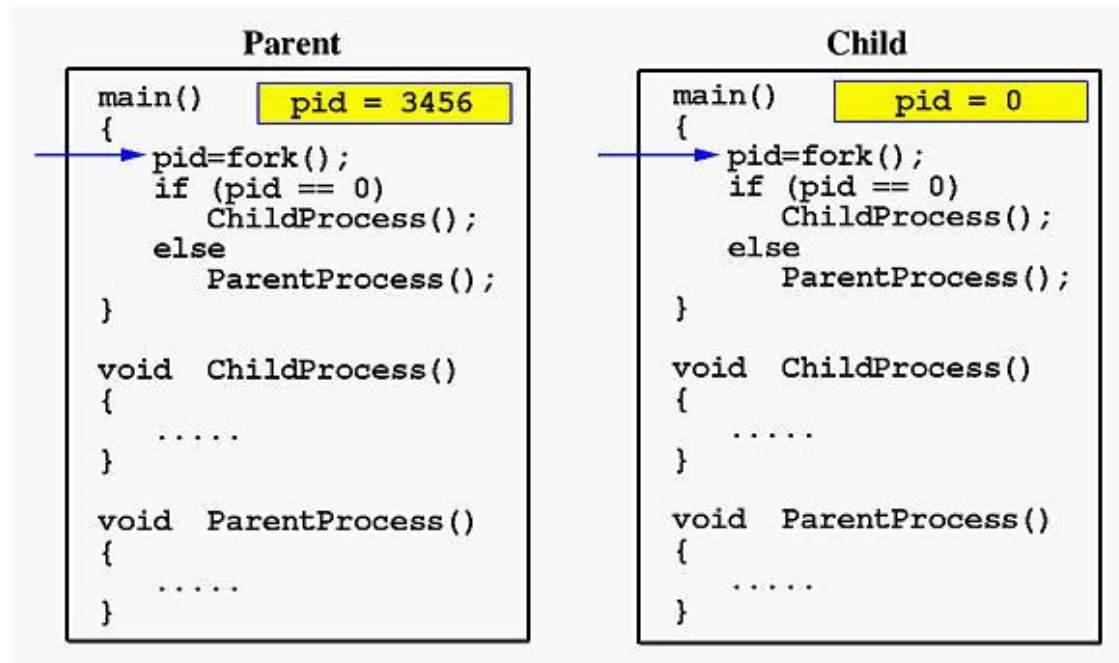 Parent
main()
pid = 3456
{
pid=fork();
if (pid == 0)
ChildProcess();
else
ParentProcess();
}
void ChildProcess()
{
.....
}
void ParentProcess()
{
.....
}
Child
main()
pid = 0
{
pid=fork();
if (pid == 0)
ChildProcess();
else
ParentProcess();
}
void ChildProcess()
{
.....
}
void ParentProcess()
{
.....
}